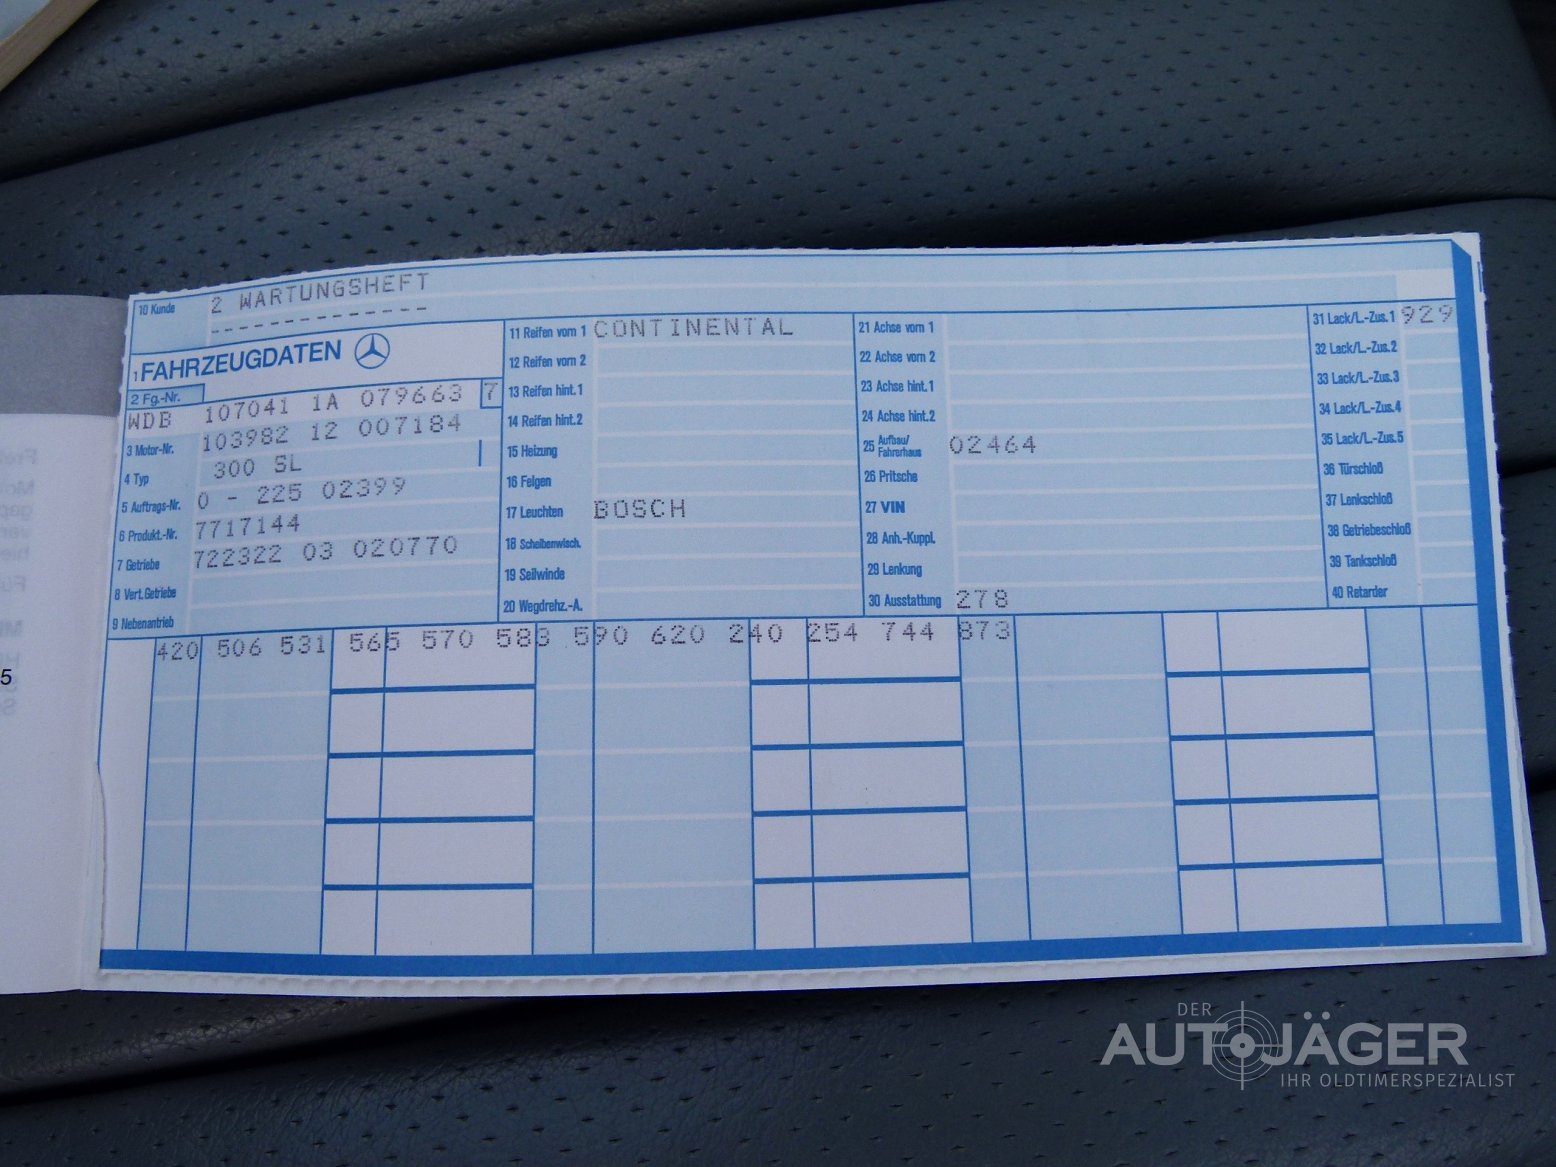 10 Kunde 2 WARTUNGSHEFT
--------------
1 FAHRZEUGDATEN
2 Fg.-Nr.
WDB 107041 1A 079663 7
3 Motor-Nr. 103982 12 007184
4 Typ 300 SL
5 Auftrags-Nr. 0 - 225 02399
6 Produkt.-Nr. 7717144
7 Getriebe 722322 03 020770
8 Vert.Getriebe
9 Nebenantrieb
11 Reifen vorn 1 CONTINENTAL
12 Reifen vorn 2
13 Reifen hint.1
14 Reifen hint.2
15 Heizung
16 Felgen
17 Leuchten BOSCH
18 Scheibenwisch.
19 Seilwinde
20 Wegdrehz.-A.
21 Achse vorn 1
22 Achse vorn 2
23 Achse hint.1
24 Achse hint.2
25 Aufbau/
Fahrerhaus 02464
26 Pritsche
27 VIN
28 Anh.-Kuppl.
29 Lenkung
30 Ausstattung 278
31 Lack/L.-Zus.1 929
32 Lack/L.-Zus.2
33 Lack/L.-Zus.3
34 Lack/L.-Zus.4
35 Lack/L.-Zus.5
36 Türschloß
37 Lenkschloß
38 Getriebeschloß
39 Tankschloß
40 Retarder
420 506 531 565 570 583 590 620 240 254 744 873
5
DER
AUTOJÄGER
IHR OLDTIMERSPEZIALIST